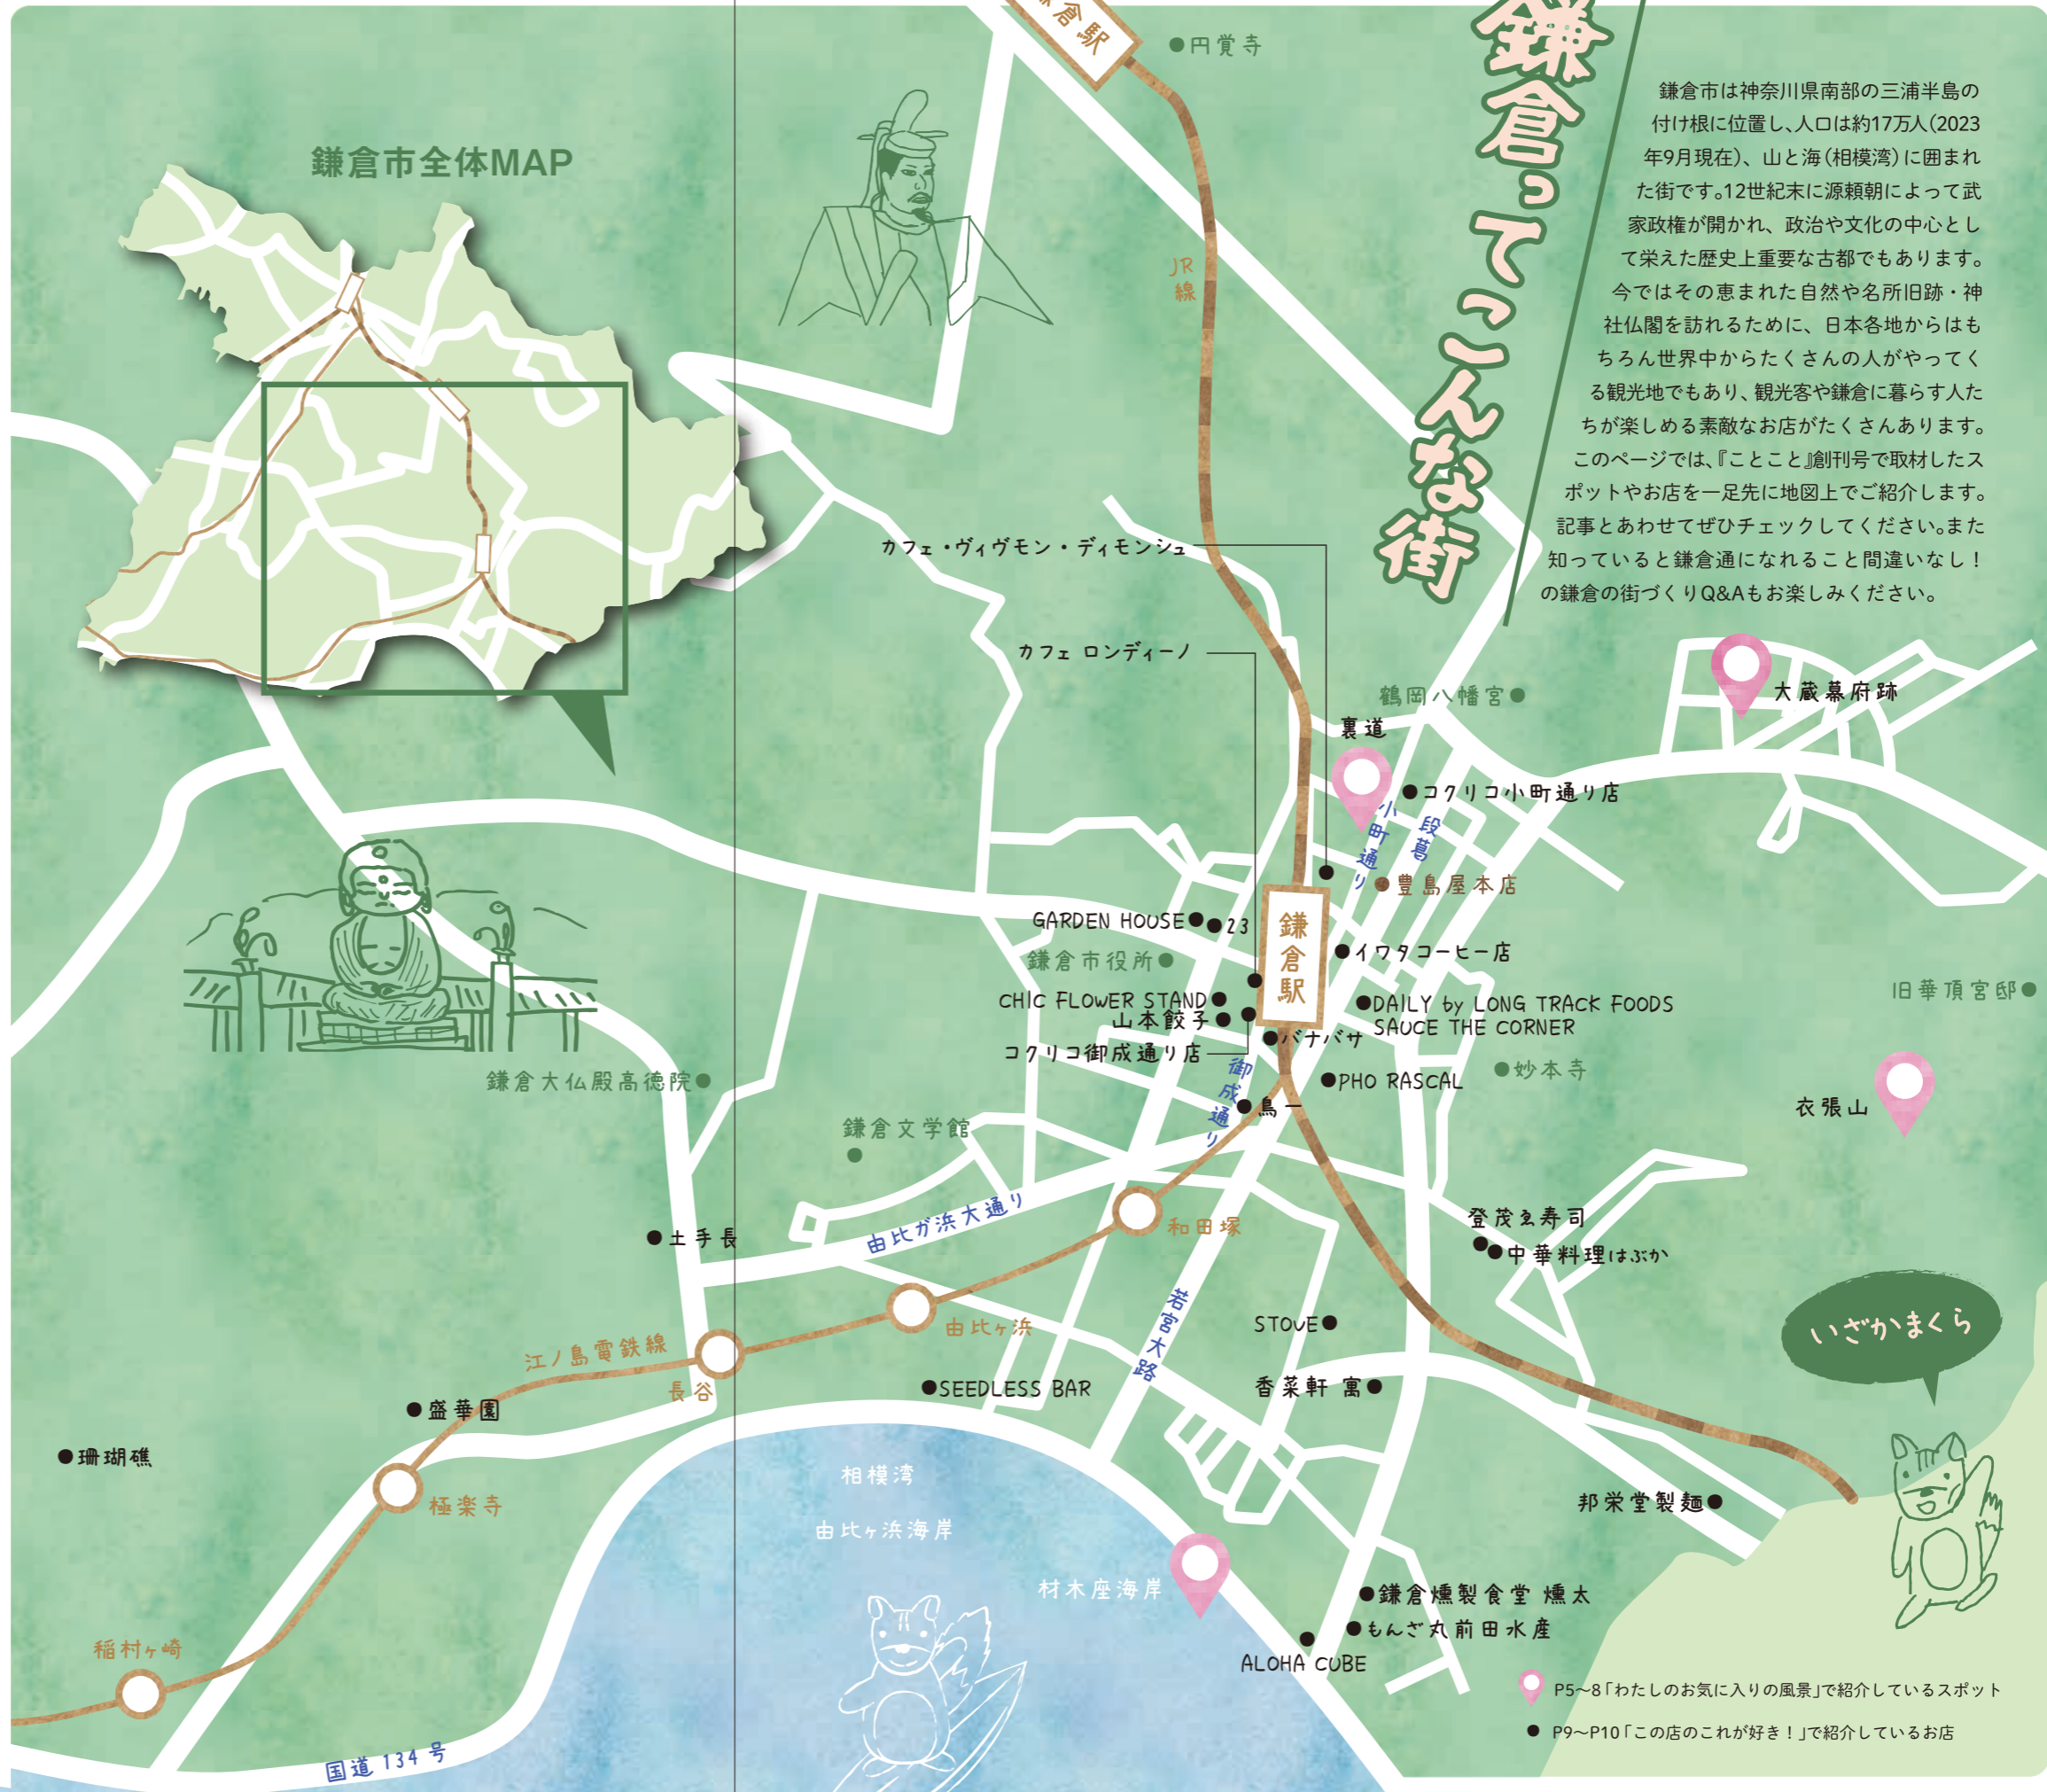 鎌倉ってこんな街
鎌倉市は神奈川県南部の三浦半島の
付け根に位置し、人口は約17万人（2023
年9月現在）、山と海（相模湾）に囲まれ
た街です。12世紀末に源頼朝によって武
家政権が開かれ、政治や文化の中心とし
て栄えた歴史上重要な古都でもあります。
今ではその恵まれた自然や名所旧跡・神
社仏閣を訪れるために、日本各地からはも
ちろん世界中からたくさんの人がやってく
る観光地でもあり、観光客や鎌倉に暮らす人た
ちが楽しめる素敵なお店がたくさんあります。
このページでは、『ことこと』創刊号で取材したス
ポットやお店を一足先に地図上でご紹介します。
記事とあわせてぜひチェックしてください。また
知っていると鎌倉通になれること間違いなし！
の鎌倉の街づくりQ&Aもお楽しみください。
鎌倉市全体MAP
倉駅
円覚寺
JR
線
カフェ・ヴィヴモン・ディモンシュ
カフェ ロンディーノ
鶴岡八幡宮
裏道
大蔵幕府跡
コクリコ小町通り店
小町通り
段葛
豊島屋本店
GARDEN HOUSE
23
鎌倉駅
イワタコーヒー店
鎌倉市役所
CHIC FLOWER STAND
山本餃子
コクリコ御成通り店
DAILY by LONG TRACK FOODS
SAUCE THE CORNER
バナバサ
旧華頂宮邸
妙本寺
PHO RASCAL
御成通り
鳥一
衣張山
鎌倉大仏殿高徳院
鎌倉文学館
土手長
由比ガ浜大通り
和田塚
登茂ゑ寿司
中華料理はぶか
由比ヶ浜
若宮大路
STOVE
いざかまくら
江ノ島電鉄線
長谷
SEEDLESS BAR
香菜軒 寓
盛華園
珊瑚礁
極楽寺
相模湾
由比ヶ浜海岸
邦栄堂製麺
材木座海岸
鎌倉燻製食堂 燻太
もんざ丸前田水産
ALOHA CUBE
稲村ヶ崎
国道134号
P5〜8「わたしのお気に入りの風景」で紹介しているスポット
P9〜P10「この店のこれが好き！」で紹介しているお店